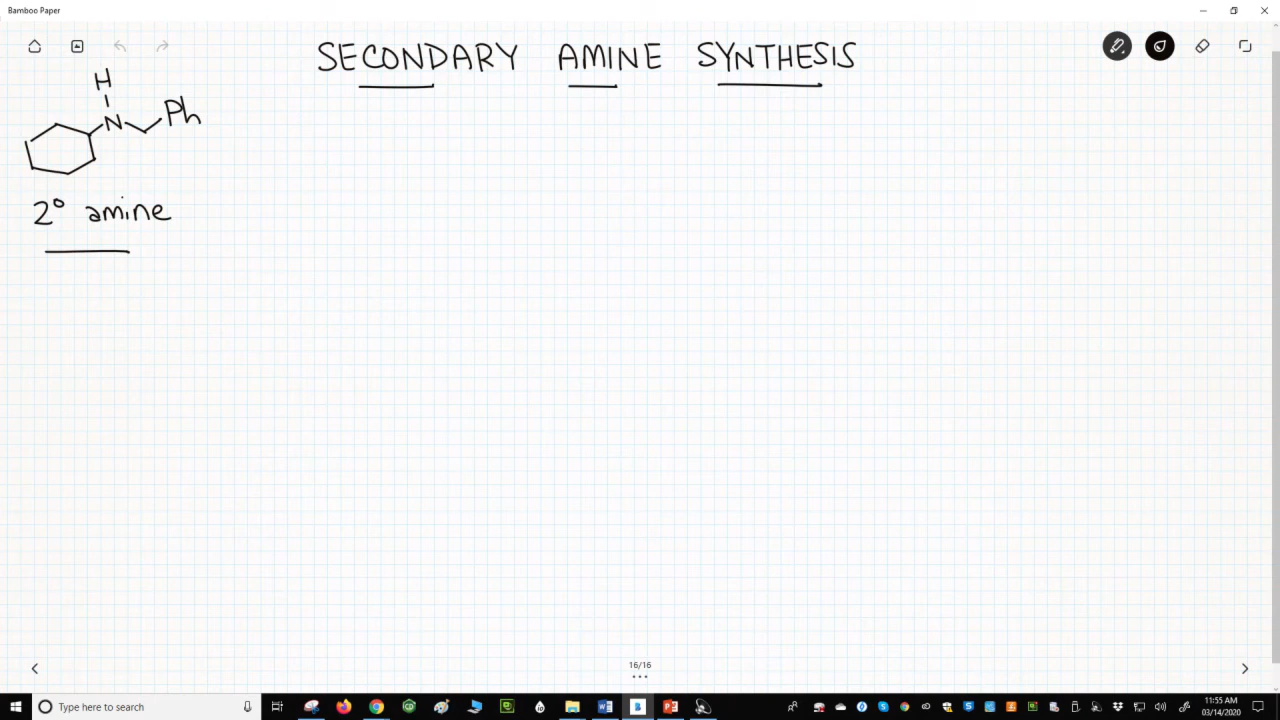 Bamboo Paper
SECONDARY AMINE SYNTHESIS
H
N
Ph
2° amine
16/16
Type here to search
11:55 AM
03/14/2020